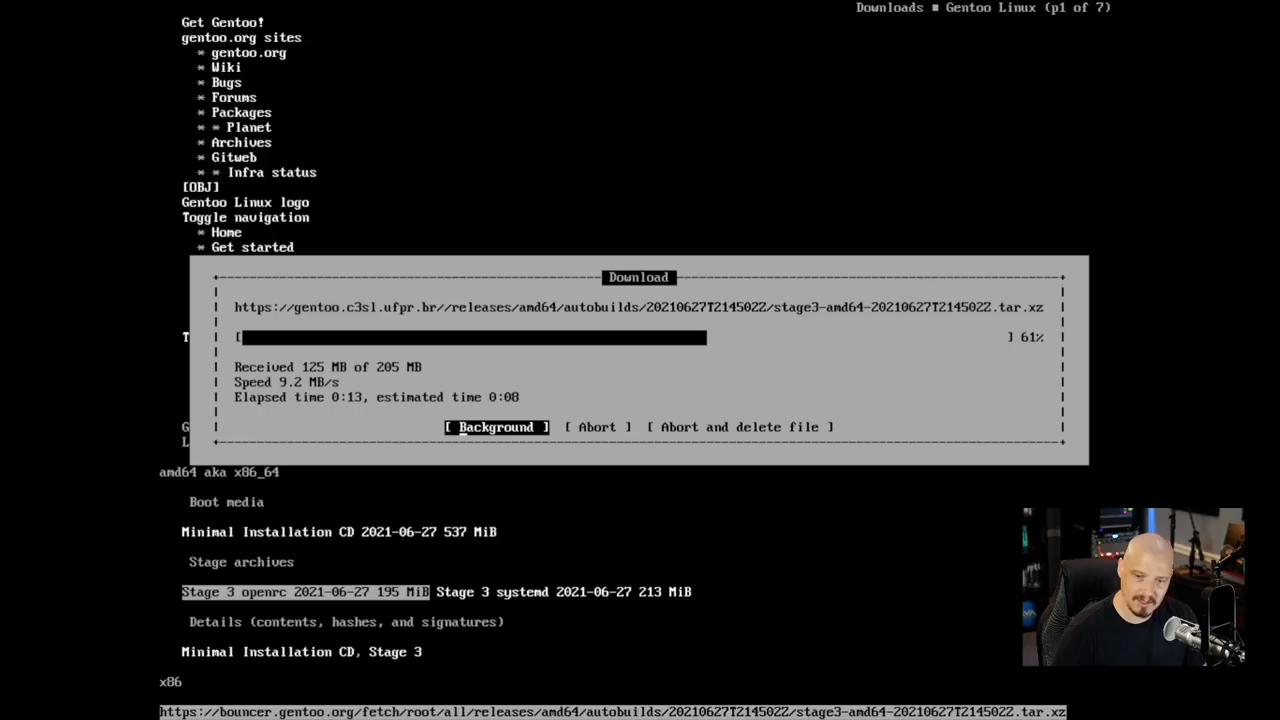 Downloads ■ Gentoo Linux (p1 of 7)
Get Gentoo!
gentoo.org sites
* gentoo.org
* Wiki
* Bugs
* Forums
* Packages
* * Planet
* Archives
* Gitweb
* * Infra status
[OBJ]
Gentoo Linux logo
Toggle navigation
* Home
* Get started
Download
https://gentoo.c3sl.ufpr.br//releases/amd64/autobuilds/20210627T214502Z/stage3-amd64-20210627T214502Z.tar.xz
T [ ] 61%
Received 125 MB of 205 MB
Speed 9.2 MB/s
Elapsed time 0:13, estimated time 0:08
G [ Background ] [ Abort ] [ Abort and delete file ]
L
amd64 aka x86_64
Boot media
Minimal Installation CD 2021-06-27 537 MiB
Stage archives
Stage 3 openrc 2021-06-27 195 MiB Stage 3 systemd 2021-06-27 213 MiB
Details (contents, hashes, and signatures)
Minimal Installation CD, Stage 3
x86
https://bouncer.gentoo.org/fetch/root/all/releases/amd64/autobuilds/20210627T214502Z/stage3-amd64-20210627T214502Z.tar.xz